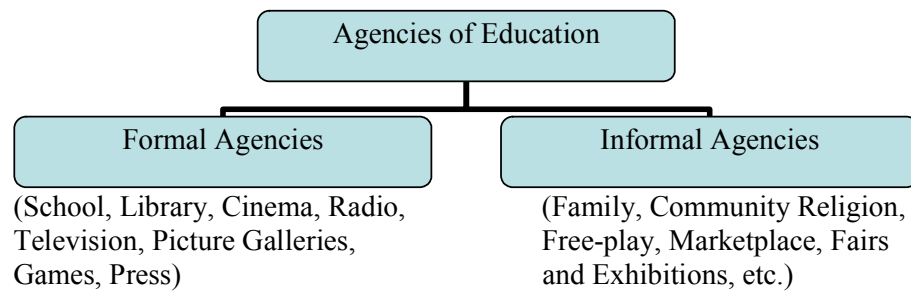 Agencies of Education
Formal Agencies
(School, Library, Cinema, Radio,
Television, Picture Galleries,
Games, Press)
Informal Agencies
(Family, Community Religion,
Free-play, Marketplace, Fairs
and Exhibitions, etc.)